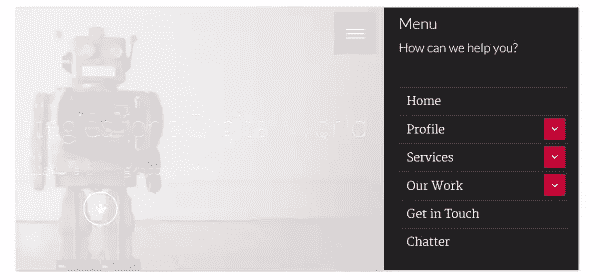 Menu
How can we help you?
Home
Profile
Services
Our Work
Get in Touch
Chatter